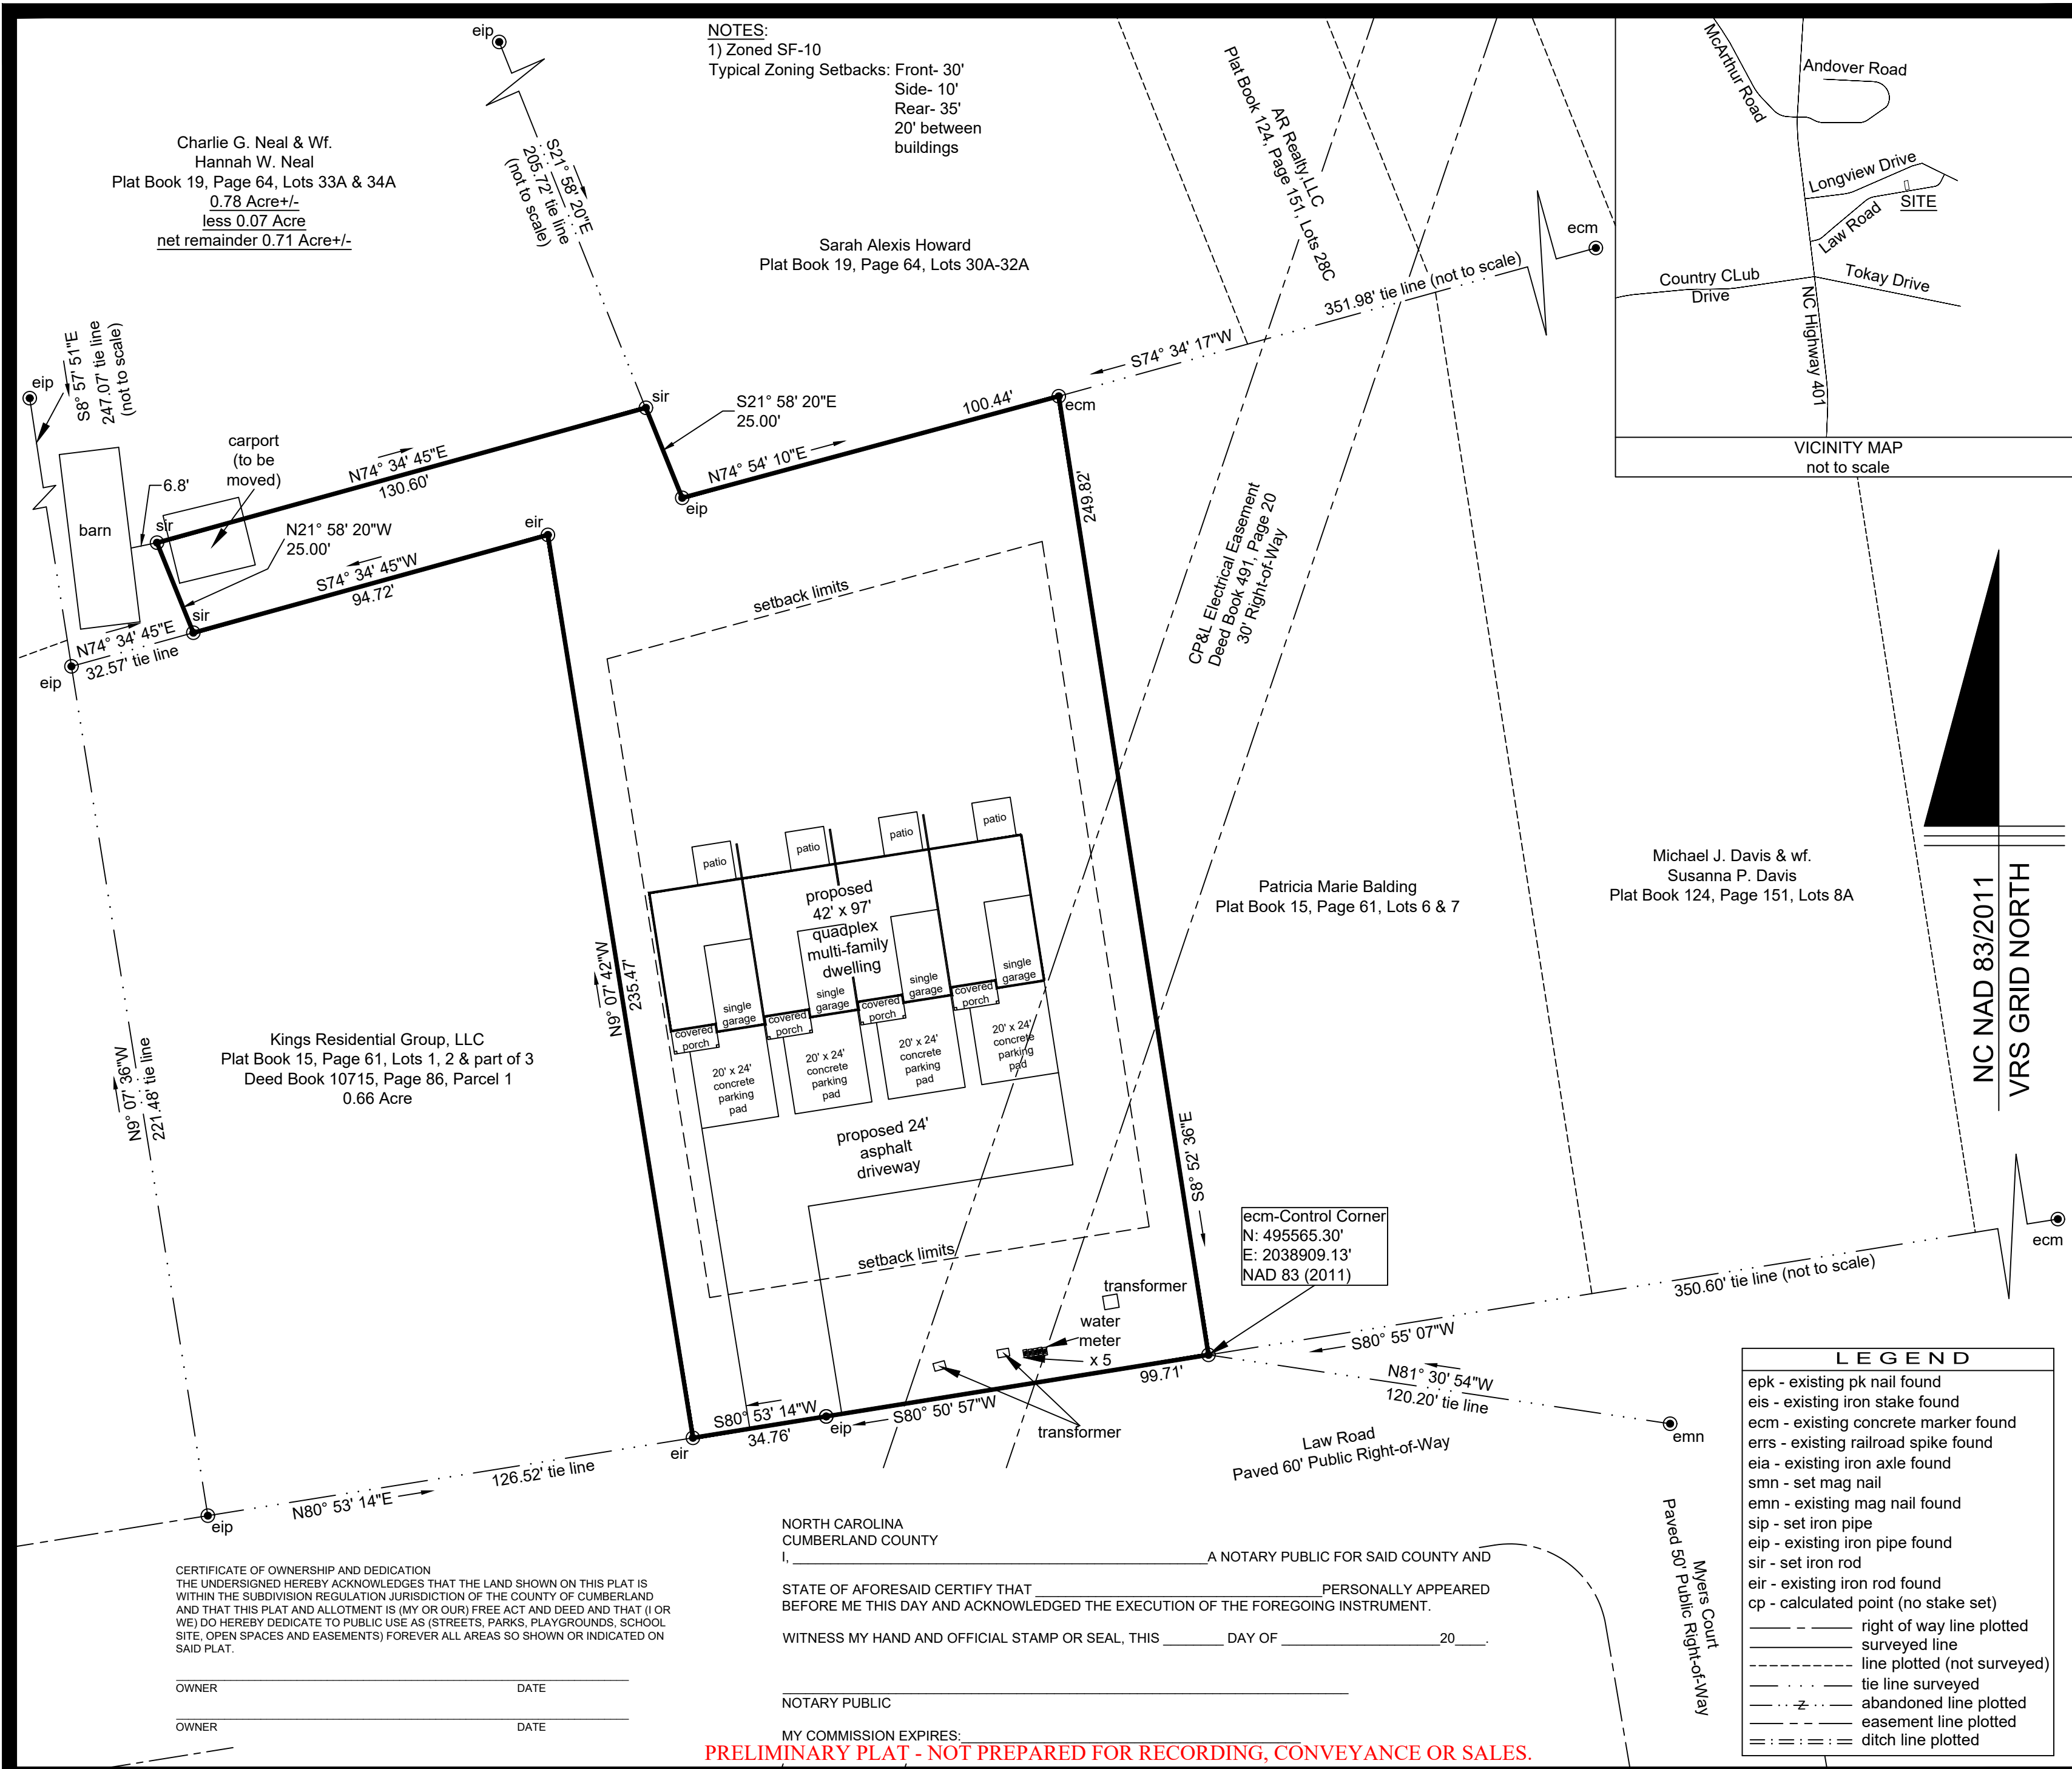 NOTES:
1) Zoned SF-10
Typical Zoning Setbacks: Front- 30'
Side- 10'
Rear- 35'
20' between
buildings
eip
S21° 58' 20"E
205.72' tie line
(not to scale)
Charlie G. Neal & Wf.
Hannah W. Neal
Plat Book 19, Page 64, Lots 33A & 34A
0.78 Acre+/-
less 0.07 Acre
net remainder 0.71 Acre+/-
Sarah Alexis Howard
Plat Book 19, Page 64, Lots 30A-32A
AR Realty,LLC
Plat Book 124, Page 151, Lots 28C
ecm
351.98' tie line (not to scale)
S74° 34' 17"W
McArthur Road
Andover Road
Longview Drive
SITE
Law Road
Country CLub
Drive
Tokay Drive
NC Highway 401
VICINITY MAP
not to scale
eip
S8° 57' 51"E
247.07' tie line
(not to scale)
barn
6.8'
carport
(to be
moved)
sir
N74° 34' 45"E
130.60'
sir
S21° 58' 20"E
25.00'
N74° 54' 10"E
100.44'
ecm
eip
eir
N21° 58' 20"W
25.00'
S74° 34' 45"W
94.72'
sir
N74° 34' 45"E
32.57' tie line
eip
249.82'
setback limits
CP&L Electrical Easement
Deed Book 491, Page 20
30' Right-of-Way
patio
patio
patio
patio
proposed
42' x 97'
quadplex
multi-family
dwelling
single
garage
single
garage
single
garage
single
garage
covered
porch
covered
porch
covered
porch
covered
porch
20' x 24'
concrete
parking
pad
20' x 24'
concrete
parking
pad
20' x 24'
concrete
parking
pad
20' x 24'
concrete
parking
pad
proposed 24'
asphalt
driveway
N9° 07' 42"W
235.47'
S8° 52' 36"E
Patricia Marie Balding
Plat Book 15, Page 61, Lots 6 & 7
Michael J. Davis & wf.
Susanna P. Davis
Plat Book 124, Page 151, Lots 8A
NC NAD 83/2011
VRS GRID NORTH
Kings Residential Group, LLC
Plat Book 15, Page 61, Lots 1, 2 & part of 3
Deed Book 10715, Page 86, Parcel 1
0.66 Acre
N9° 07' 36"W
221.48' tie line
setback limits
ecm-Control Corner
N: 495565.30'
E: 2038909.13'
NAD 83 (2011)
transformer
water
meter
x 5
transformer
99.71'
S80° 50' 57"W
S80° 53' 14"W
34.76'
eip
eir
126.52' tie line
N80° 53' 14"E
eip
ecm
350.60' tie line (not to scale)
S80° 55' 07"W
N81° 30' 54"W
120.20' tie line
emn
Law Road
Paved 60' Public Right-of-Way
Myers Court
Paved 50' Public Right-of-Way
LEGEND
epk - existing pk nail found
eis - existing iron stake found
ecm - existing concrete marker found
errs - existing railroad spike found
eia - existing iron axle found
smn - set mag nail
emn - existing mag nail found
sip - set iron pipe
eip - existing iron pipe found
sir - set iron rod
eir - existing iron rod found
cp - calculated point (no stake set)
right of way line plotted
surveyed line
line plotted (not surveyed)
tie line surveyed
z abandoned line plotted
easement line plotted
ditch line plotted
CERTIFICATE OF OWNERSHIP AND DEDICATION
THE UNDERSIGNED HEREBY ACKNOWLEDGES THAT THE LAND SHOWN ON THIS PLAT IS
WITHIN THE SUBDIVISION REGULATION JURISDICTION OF THE COUNTY OF CUMBERLAND
AND THAT THIS PLAT AND ALLOTMENT IS (MY OR OUR) FREE ACT AND DEED AND THAT (I OR
WE) DO HEREBY DEDICATE TO PUBLIC USE AS (STREETS, PARKS, PLAYGROUNDS, SCHOOL
SITE, OPEN SPACES AND EASEMENTS) FOREVER ALL AREAS SO SHOWN OR INDICATED ON
SAID PLAT.
OWNER DATE
OWNER DATE
NORTH CAROLINA
CUMBERLAND COUNTY
I, ____ A NOTARY PUBLIC FOR SAID COUNTY AND
STATE OF AFORESAID CERTIFY THAT ____ PERSONALLY APPEARED
BEFORE ME THIS DAY AND ACKNOWLEDGED THE EXECUTION OF THE FOREGOING INSTRUMENT.
WITNESS MY HAND AND OFFICIAL STAMP OR SEAL, THIS ____ DAY OF ____ 20____.
NOTARY PUBLIC
MY COMMISSION EXPIRES:____
PRELIMINARY PLAT - NOT PREPARED FOR RECORDING, CONVEYANCE OR SALES.